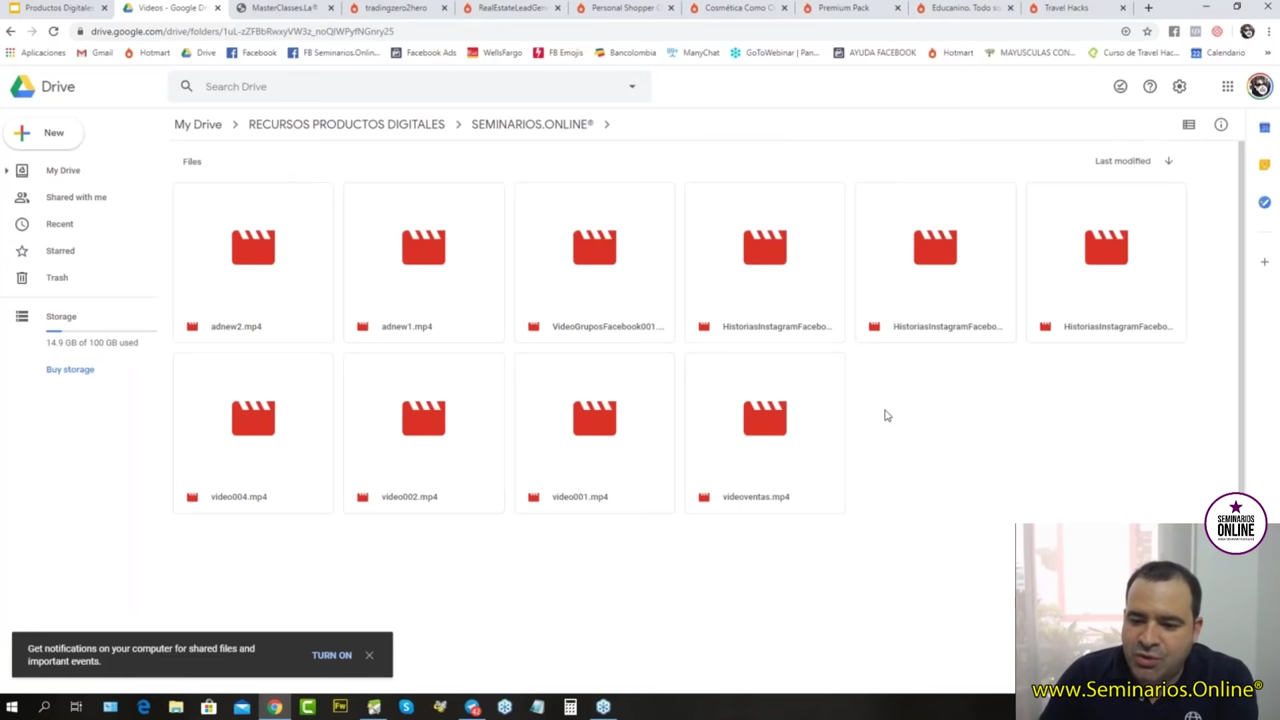 Productos Digitales
Videos - Google Dr
MasterClasses.La®
tradingzero2hero
RealEstateLeadGen
Personal Shopper C
Cosmética Como O
Premium Pack
Educanino. Todo so
Travel Hacks
drive.google.com/drive/folders/1uL-zZFBbRwxyVW3z_noQIWPyfNGnry25
Aplicaciones
Gmail
Hotmart
Drive
Facebook
FB Seminarios.Onlin...
Facebook Ads
WellsFargo
FB Emojis
Bancolombia
ManyChat
GoToWebinar | Pan...
AYUDA FACEBOOK
Hotmart
MAYUSCULAS CON...
Curso de Travel Hac...
22
Calendario
»
Drive
Search Drive
New
My Drive
RECURSOS PRODUCTOS DIGITALES
SEMINARIOS.ONLINE®
Files
Last modified
My Drive
Shared with me
Recent
Starred
Trash
Storage
14.9 GB of 100 GB used
Buy storage
adnew2.mp4
adnew1.mp4
VideoGruposFacebook001....
HistoriasInstagramFacebo...
HistoriasInstagramFacebo...
HistoriasInstagramFacebo...
video004.mp4
video002.mp4
video001.mp4
videoventas.mp4
SEMINARIOS
ONLINE
Get notifications on your computer for shared files and
important events.
TURN ON
www.Seminarios.Online®
Fw